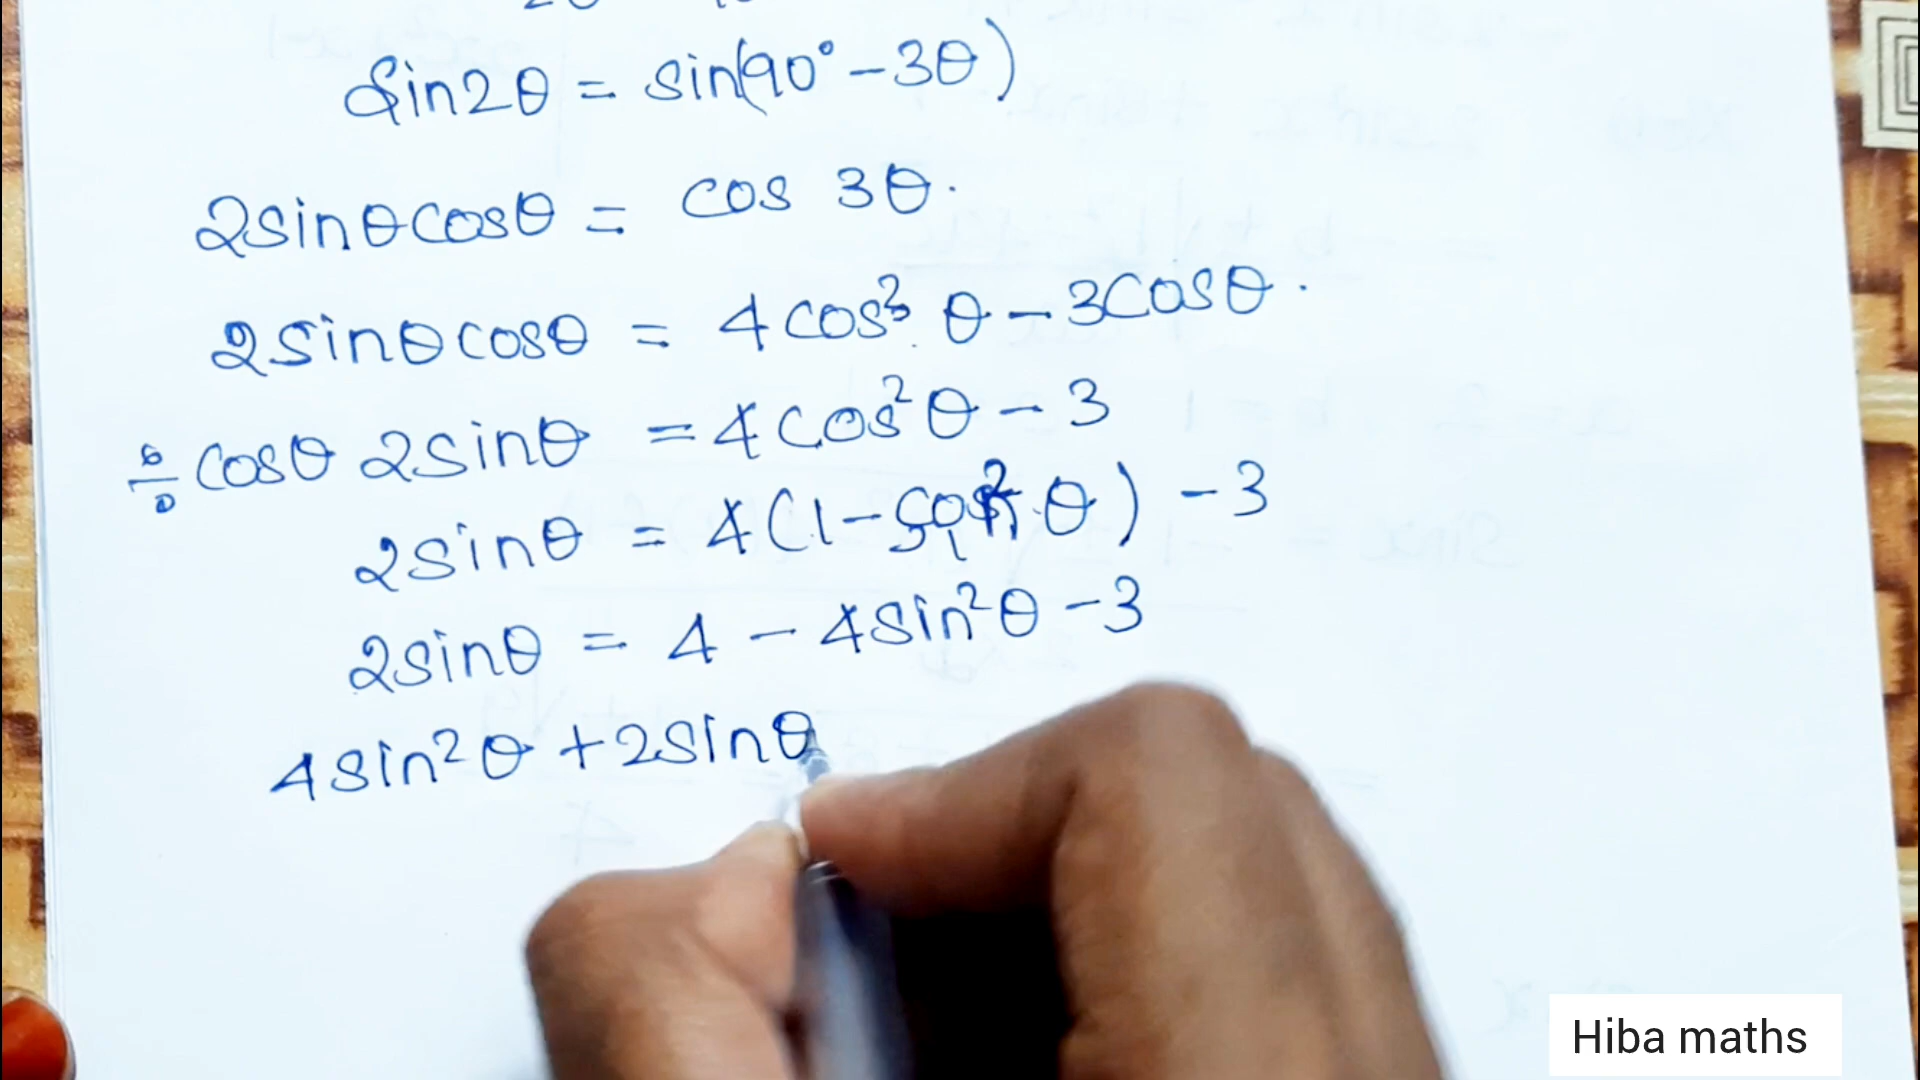 Sin2θ = sin(90° - 3θ)
2sinθcosθ = cos 3θ.
2sinθcosθ = 4cos³θ - 3cosθ.
÷ cosθ 2sinθ = 4cos²θ - 3
2sinθ = 4(1 - sin²θ) - 3
2sinθ = 4 - 4sin²θ - 3
4sin²θ + 2sinθ
Hiba maths